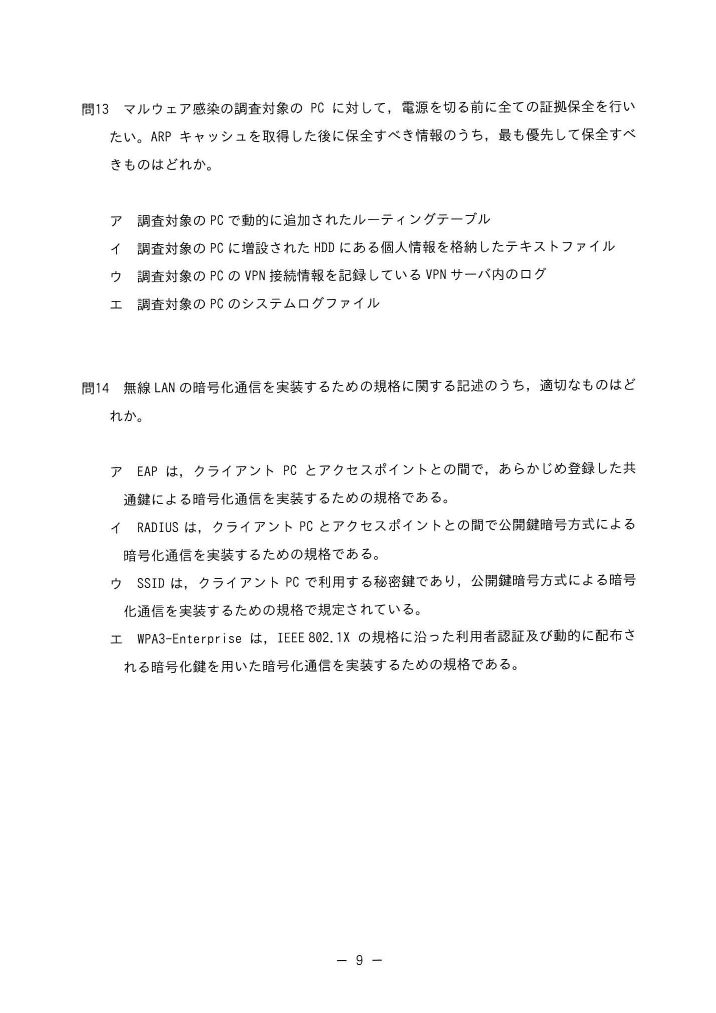 問13 マルウェア感染の調査対象の PC に対して，電源を切る前に全ての証拠保全を行い
たい。ARP キャッシュを取得した後に保全すべき情報のうち，最も優先して保全すべ
きものはどれか。
ア 調査対象の PC で動的に追加されたルーティングテーブル
イ 調査対象の PC に増設された HDD にある個人情報を格納したテキストファイル
ウ 調査対象の PC の VPN 接続情報を記録している VPN サーバ内のログ
エ 調査対象の PC のシステムログファイル
問14 無線 LAN の暗号化通信を実装するための規格に関する記述のうち，適切なものはど
れか。
ア EAP は，クライアント PC とアクセスポイントとの間で，あらかじめ登録した共
通鍵による暗号化通信を実装するための規格である。
イ RADIUS は，クライアント PC とアクセスポイントとの間で公開鍵暗号方式による
暗号化通信を実装するための規格である。
ウ SSID は，クライアント PC で利用する秘密鍵であり，公開鍵暗号方式による暗号
化通信を実装するための規格で規定されている。
エ WPA3-Enterprise は，IEEE 802.1X の規格に沿った利用者認証及び動的に配布さ
れる暗号化鍵を用いた暗号化通信を実装するための規格である。
－ 9 －